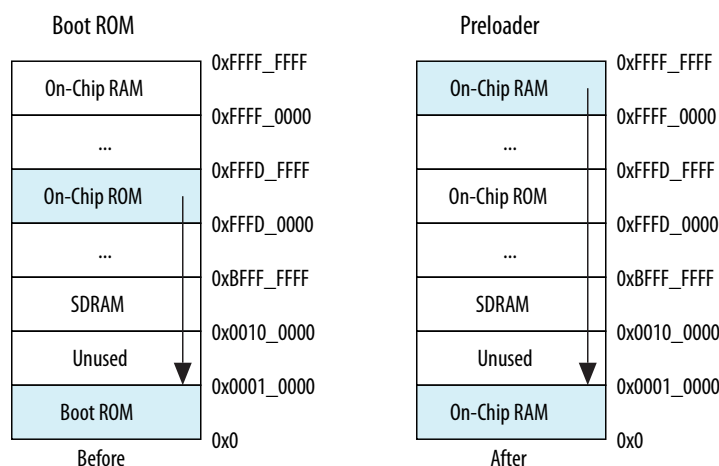 Boot ROM
0xFFFF_FFFF
On-Chip RAM
0xFFFF_0000
...
0xFFFD_FFFF
On-Chip ROM
0xFFFD_0000
...
0xBFFF_FFFF
SDRAM
0x0010_0000
Unused
0x0001_0000
Boot ROM
0x0
Before
Preloader
0xFFFF_FFFF
On-Chip RAM
0xFFFF_0000
...
0xFFFD_FFFF
On-Chip ROM
0xFFFD_0000
...
0xBFFF_FFFF
SDRAM
0x0010_0000
Unused
0x0001_0000
On-Chip RAM
0x0
After